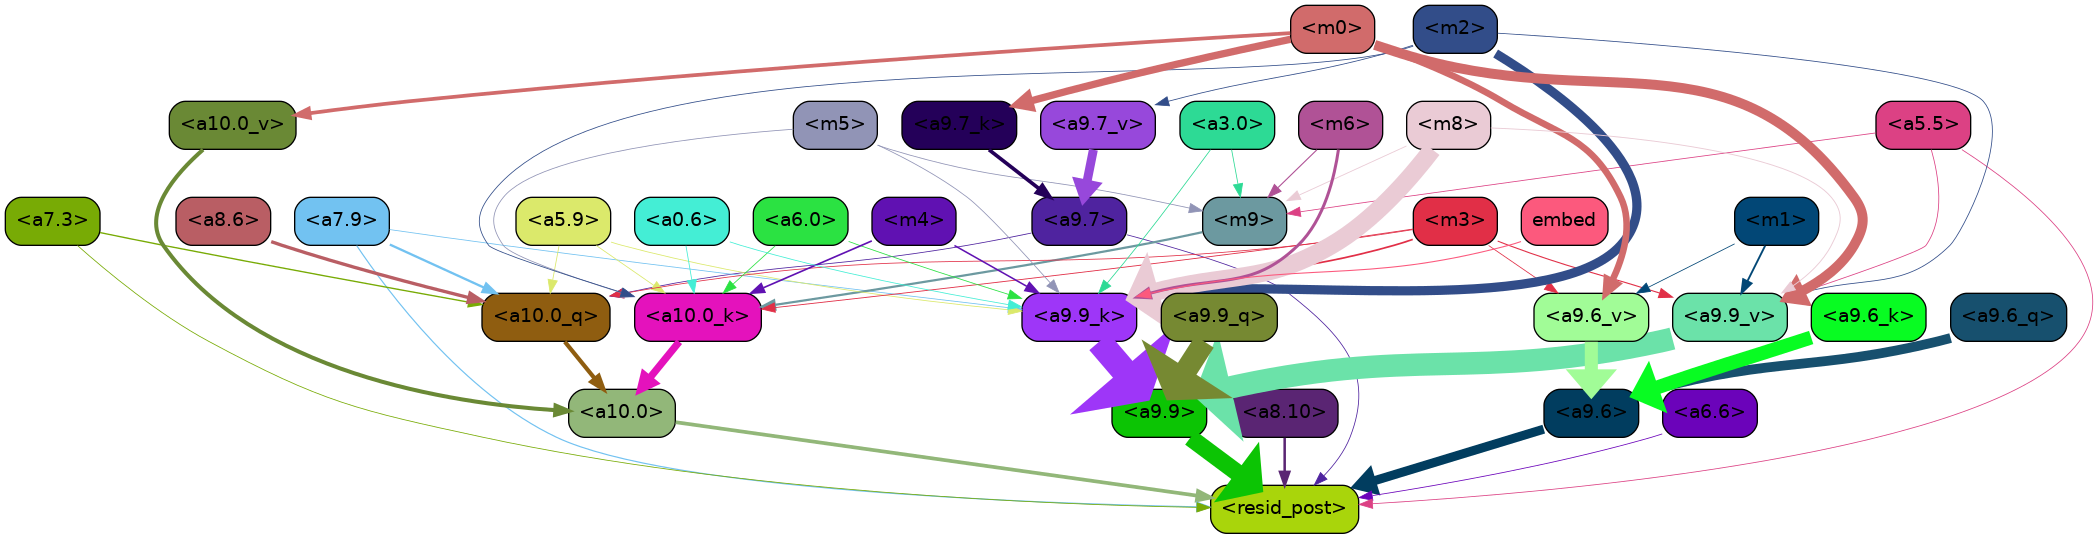 <m0> <m2>
<a10.0_v> <m5> <a9.7_k> <a9.7_v> <a3.0> <m6> <m8> <a5.5>
<a7.3> <a8.6> <a7.9> <a5.9> <a0.6> <a6.0> <m4> <a9.7> <m9> <m3> embed <m1>
<a10.0_q> <a10.0_k> <a9.9_k> <a9.9_q> <a9.6_v> <a9.9_v> <a9.6_k> <a9.6_q>
<a10.0> <a9.9> <a8.10> <a9.6> <a6.6>
<resid_post>